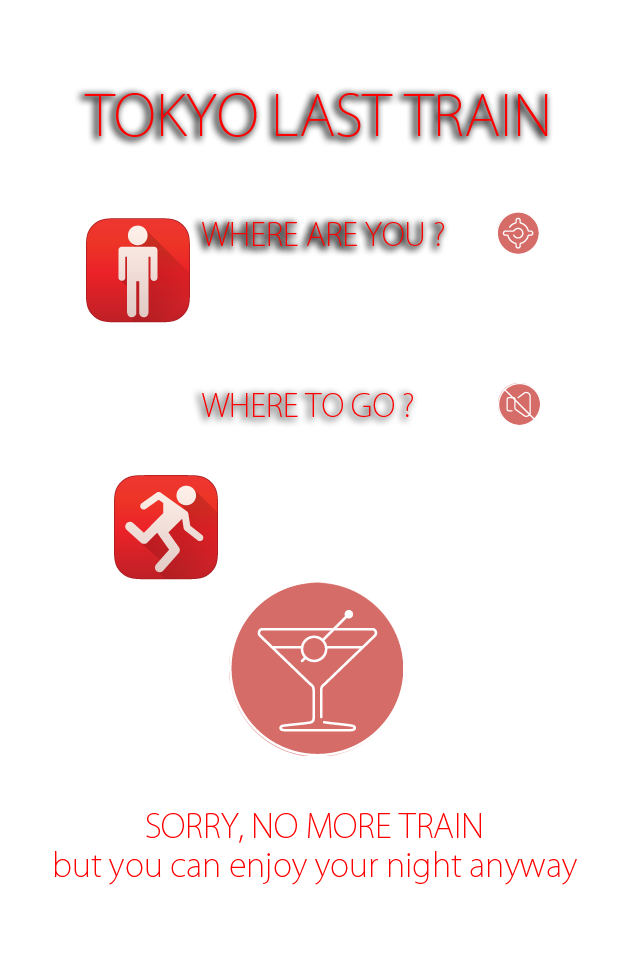 TOKYO LAST TRAIN
WHERE ARE YOU ?
WHERE TO GO ?
SORRY, NO MORE TRAIN
but you can enjoy your night anyway